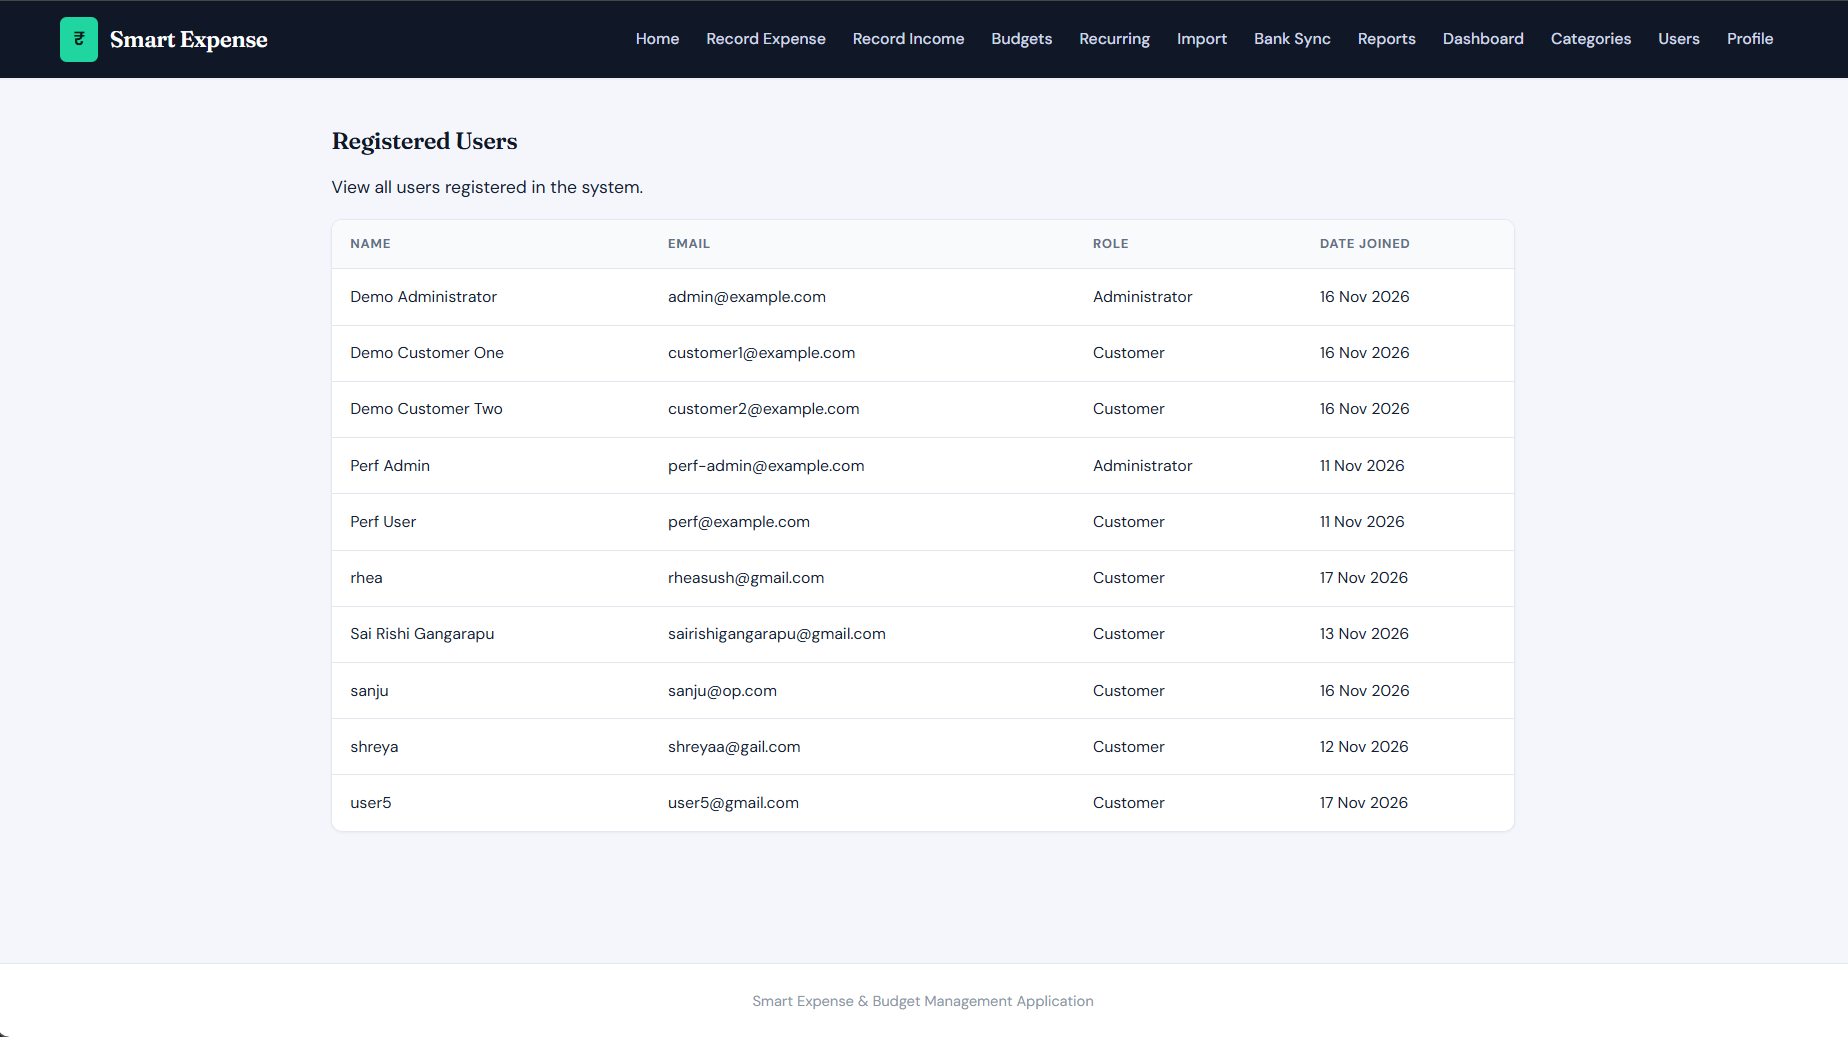 ₹ Smart Expense Home Record Expense Record Income Budgets Recurring Import Bank Sync Reports Dashboard Categories Users Profile
Registered Users
View all users registered in the system.
NAME EMAIL ROLE DATE JOINED
Demo Administrator admin@example.com Administrator 16 Nov 2026
Demo Customer One customer1@example.com Customer 16 Nov 2026
Demo Customer Two customer2@example.com Customer 16 Nov 2026
Perf Admin perf-admin@example.com Administrator 11 Nov 2026
Perf User perf@example.com Customer 11 Nov 2026
rhea rheasush@gmail.com Customer 17 Nov 2026
Sai Rishi Gangarapu sairishigangarapu@gmail.com Customer 13 Nov 2026
sanju sanju@op.com Customer 16 Nov 2026
shreya shreyaa@gail.com Customer 12 Nov 2026
user5 user5@gmail.com Customer 17 Nov 2026
Smart Expense & Budget Management Application